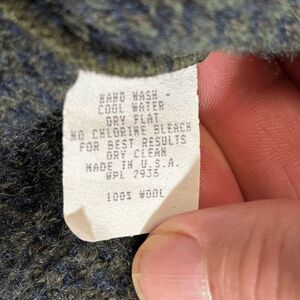 HAND WASH -
COOL WATER
DRY FLAT
NO CHLORINE BLEACH
FOR BEST RESULTS
DRY CLEAN
MADE IN U.S.A.
WPL 7936
100% WOOL